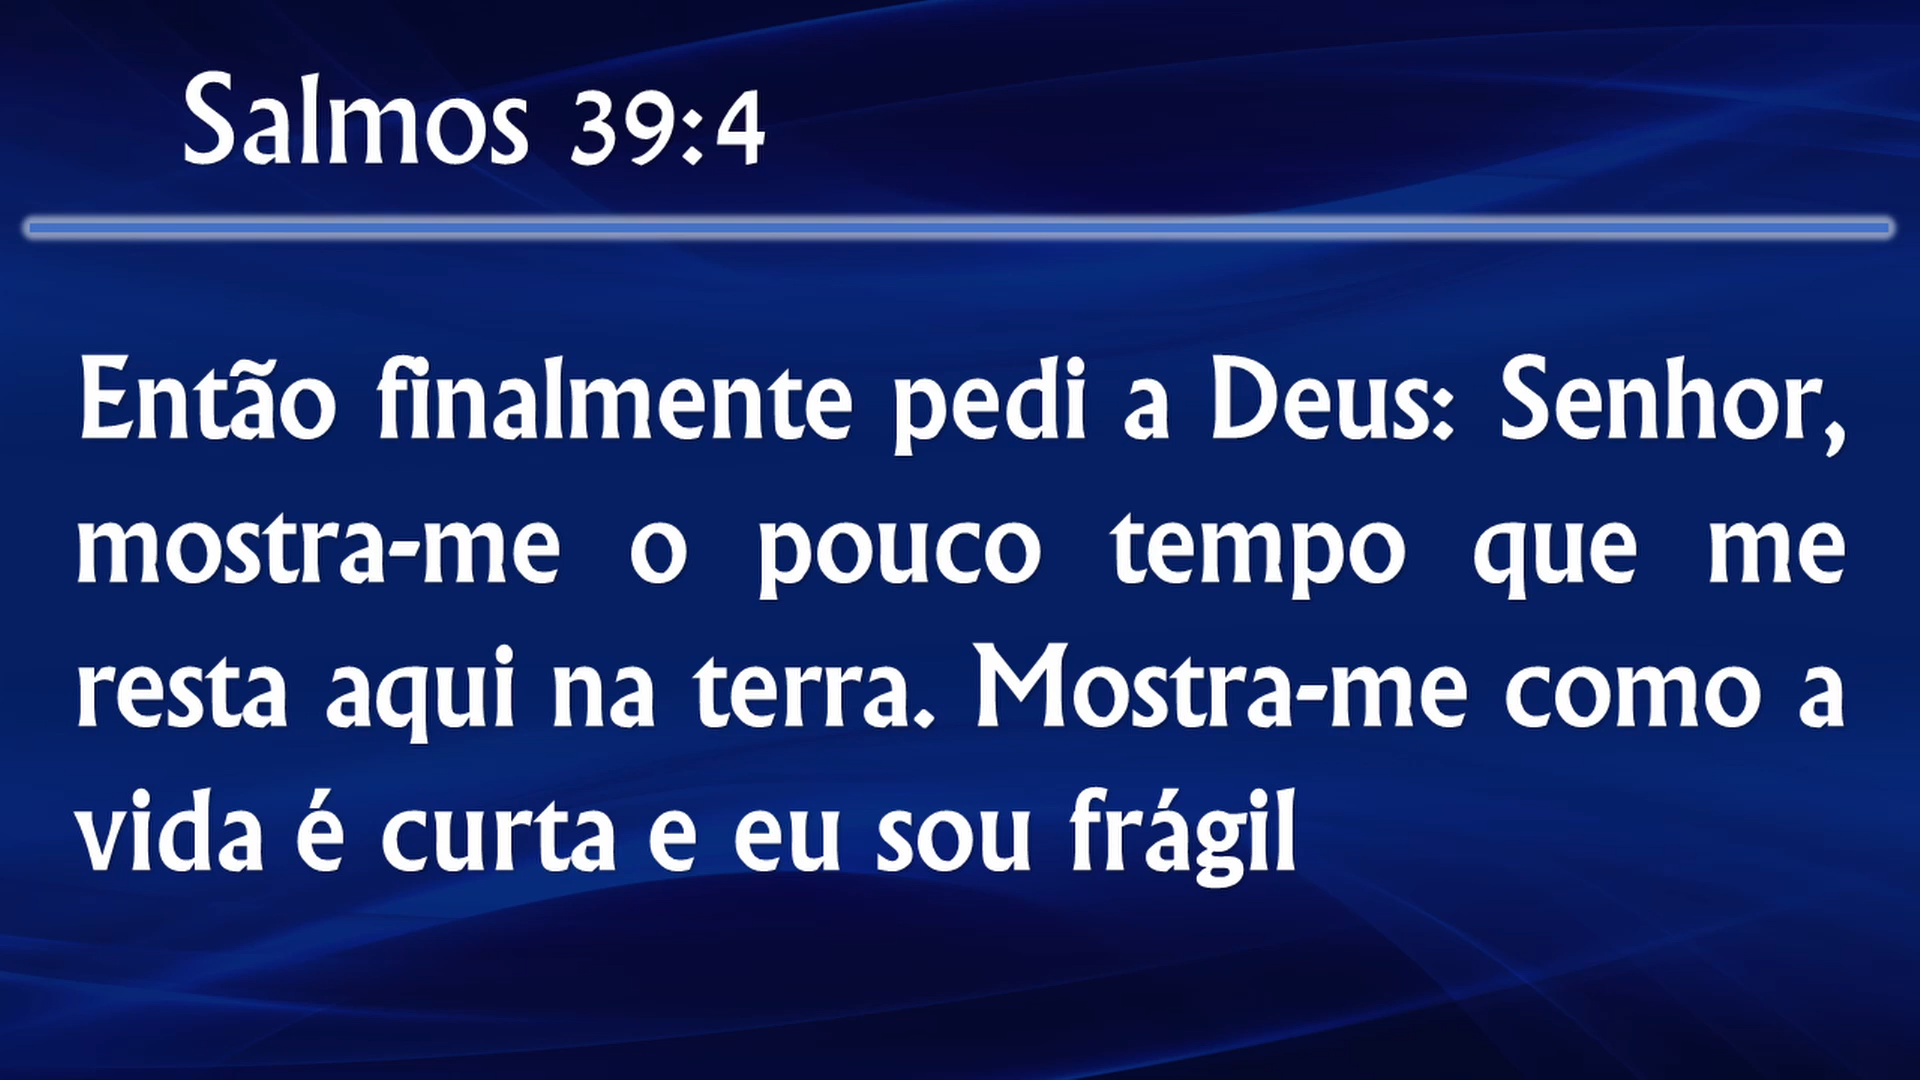 Salmos 39:4
Então finalmente pedi a Deus: Senhor,
mostra-me o pouco tempo que me
resta aqui na terra. Mostra-me como a
vida é curta e eu sou frágil